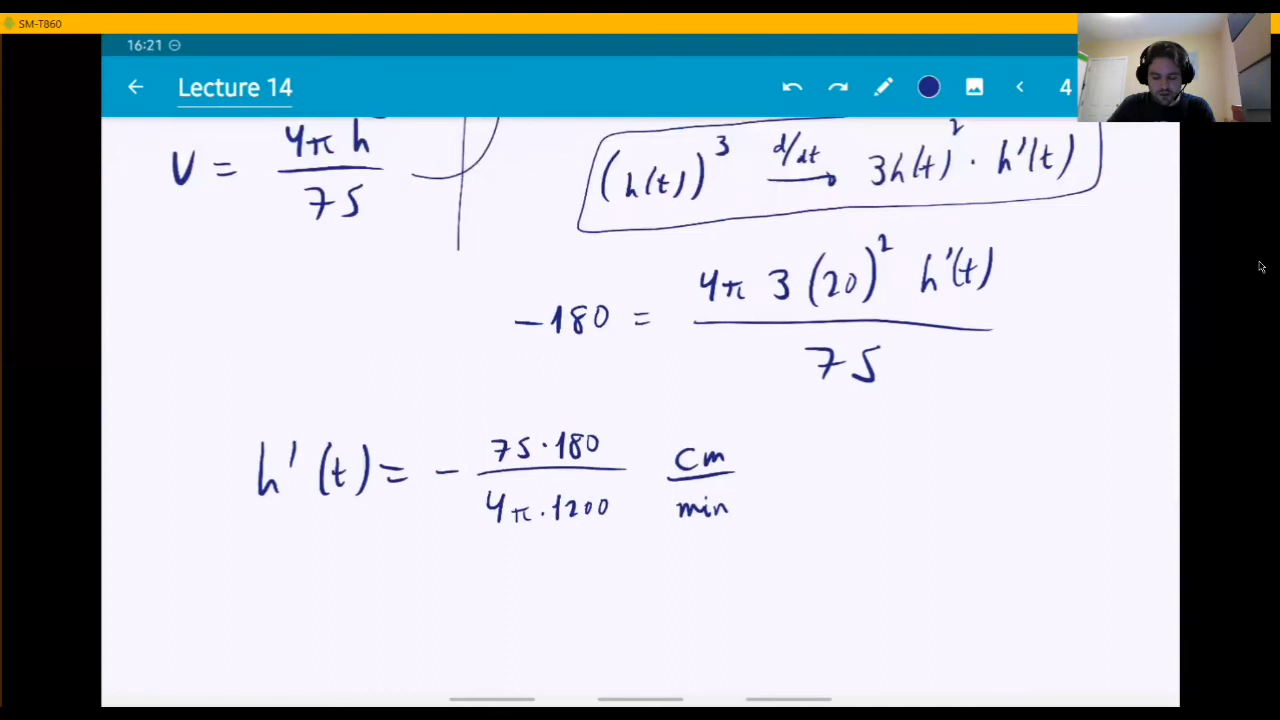 SM-T860
16:21
Lecture 14
4
V = 4π h / 75
(h(t))³ d/dt → 3h(t)² · h'(t)
-180 = 4π 3 (20)² h'(t) / 75
h'(t) = - 75·180 / 4π·1200 cm / min